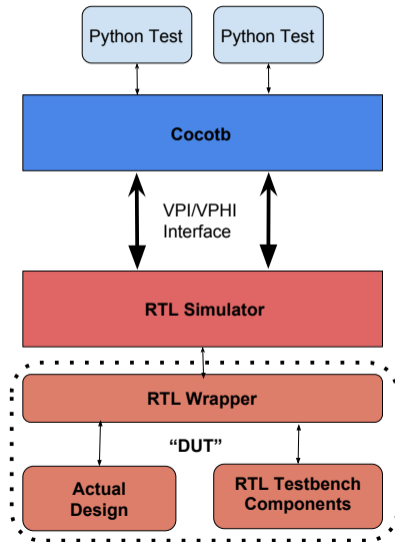 Python Test
Python Test
Cocotb
VPI/VPHI
Interface
RTL Simulator
RTL Wrapper
“DUT”
Actual
Design
RTL Testbench
Components